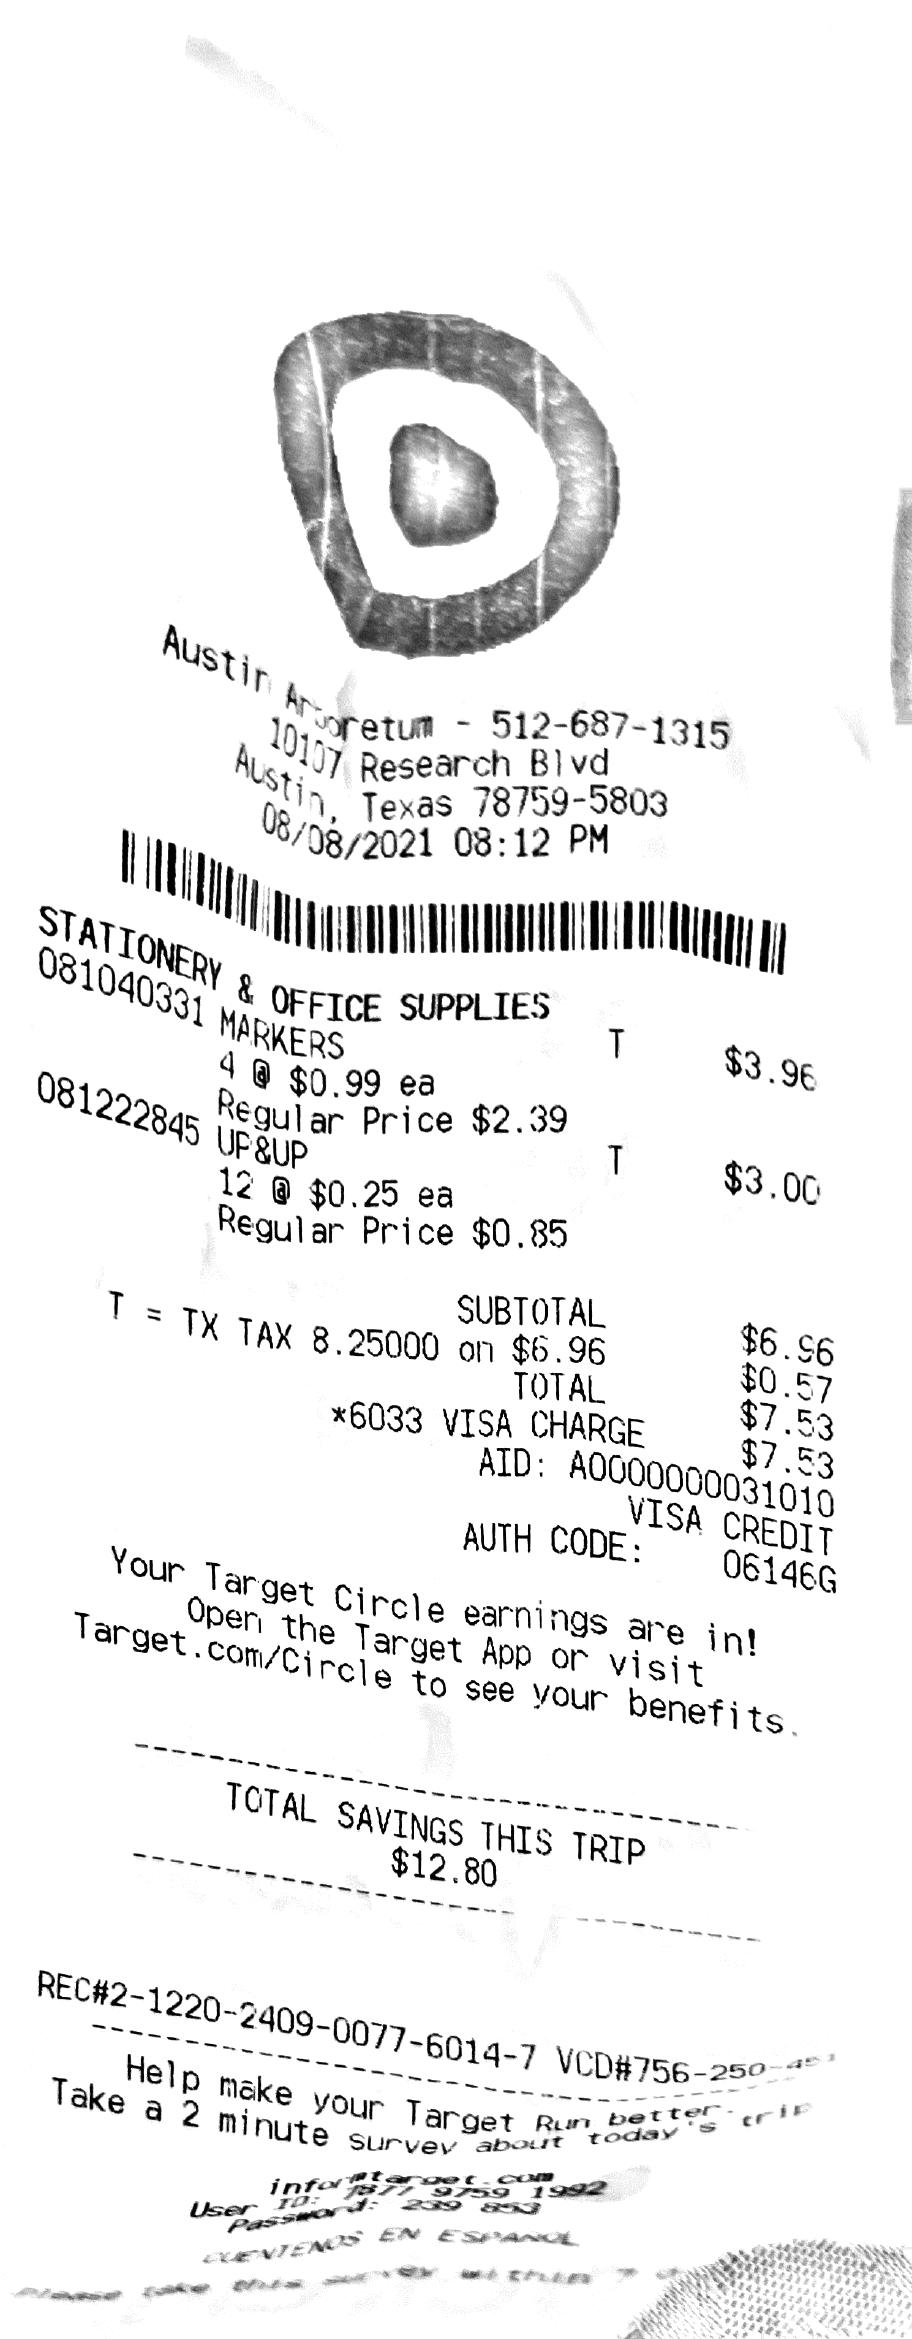 Austin Arboretum - 512-687-1315
10107 Research Blvd
Austin, Texas 78759-5803
08/08/2021 08:12 PM
STATIONERY & OFFICE SUPPLIES
081040331 MARKERS T $3.96
4 @ $0.99 ea
Regular Price $2.39
081222845 UP&UP T $3.00
12 @ $0.25 ea
Regular Price $0.85
SUBTOTAL $6.96
T = TX TAX 8.25000 on $6.96 $0.57
TOTAL $7.53
*6033 VISA CHARGE $7.53
AID: A0000000031010
VISA CREDIT
AUTH CODE: 06146G
Your Target Circle earnings are in!
Open the Target App or visit
Target.com/Circle to see your benefits.
TOTAL SAVINGS THIS TRIP
$12.80
REC#2-1220-2409-0077-6014-7 VCD#756-250-451
Help make your Target Run better.
Take a 2 minute survey about today's trip
User ID: 7877 9759 1992
Password: 239 853
CUENTENOS EN ESPANOL
Please take this survey within 7